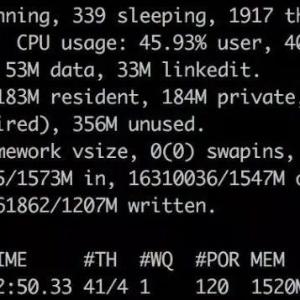 nning, 339 sleeping, 1917 th
CPU usage: 45.93% user, 40
53M data, 33M linkedit.
183M resident, 184M private.
ired), 356M unused.
mework vsize, 0(0) swapins,
5/1573M in, 16310036/1547M o
61862/1207M written.
IME #TH #WQ #POR MEM
2:50.33 41/4 1 120 1520M